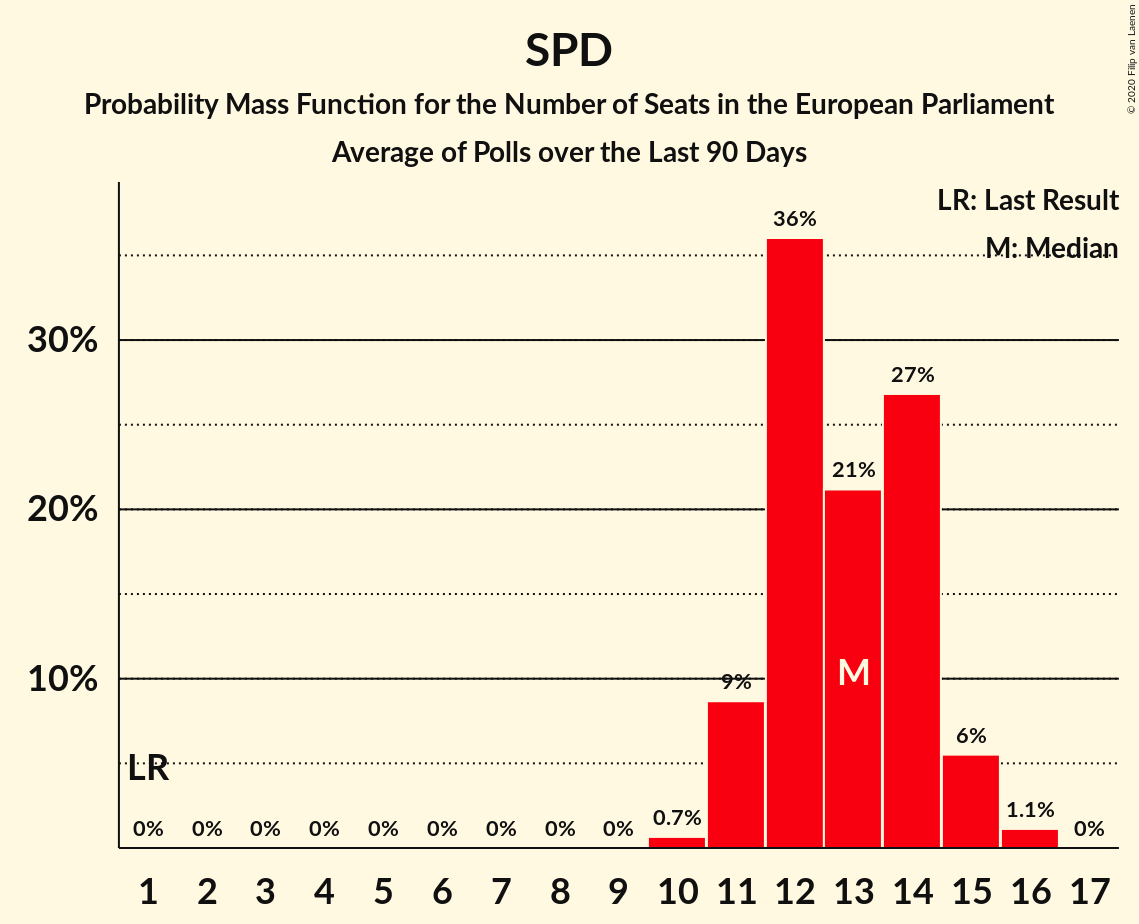 SPD
Probability Mass Function for the Number of Seats in the European Parliament
Average of Polls over the Last 90 Days
© 2020 Filip van Laenen
LR: Last Result
M: Median
36%
30%
27%
21%
20%
10%
M
9%
6%
LR
0% 0% 0% 0% 0% 0% 0% 0% 0% 0.7% 1.1% 0%
1 2 3 4 5 6 7 8 9 10 11 12 13 14 15 16 17